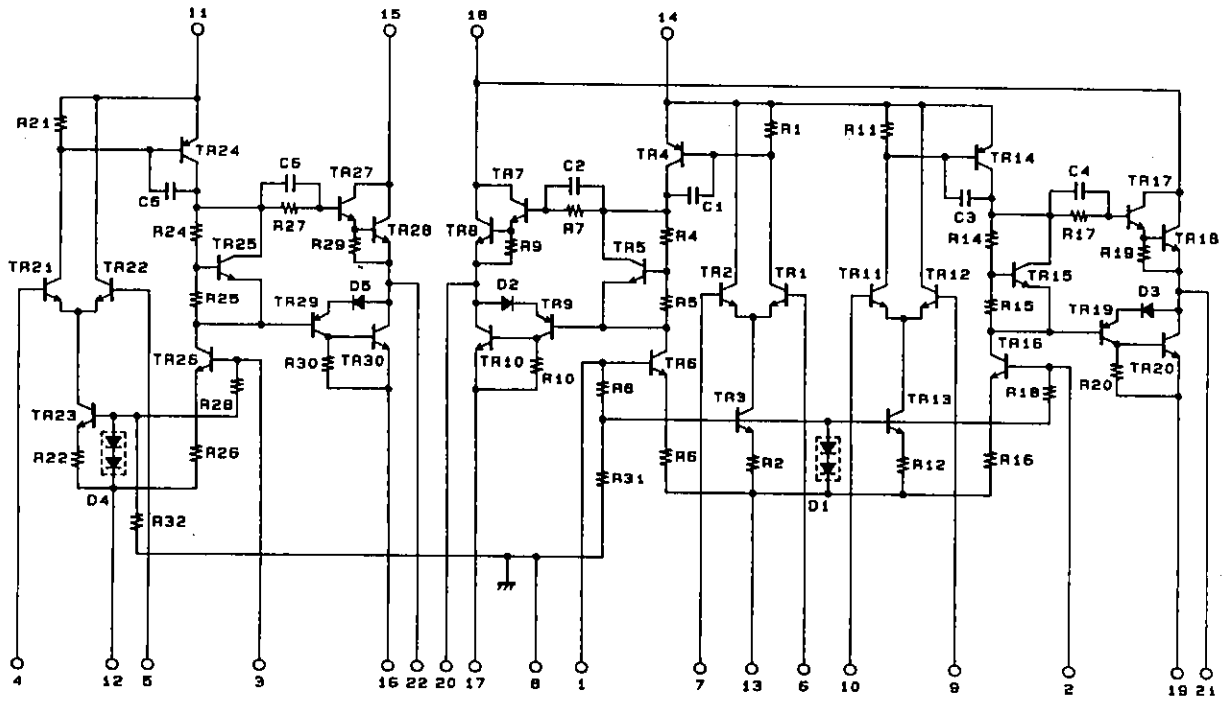 11 15 18 14
R21 TR24 C6 TR27 TR7 C2 TR4 R1 R11 TR14 C4 TR17
C5 R27 R7 C1 C3 R17
R24 TR25 R29 TR28 TR8 R9 TR5 R4 R14 TR15 R19 TR18
TR21 TR22 D5 D2 TR2 TR1 TR11 TR12 D3
R25 TR29 TR9 R5 R15 TR19
TR26 R30 TR30 TR10 R10 TR6 TR16 R20 TR20
R28 R6 R18
TR23 TR3 TR13
R22 R26 R31 R6 R2 R12 R16
D4 D1
R32
4 12 5 3 16 22 20 17 8 1 7 13 6 10 9 2 19 21